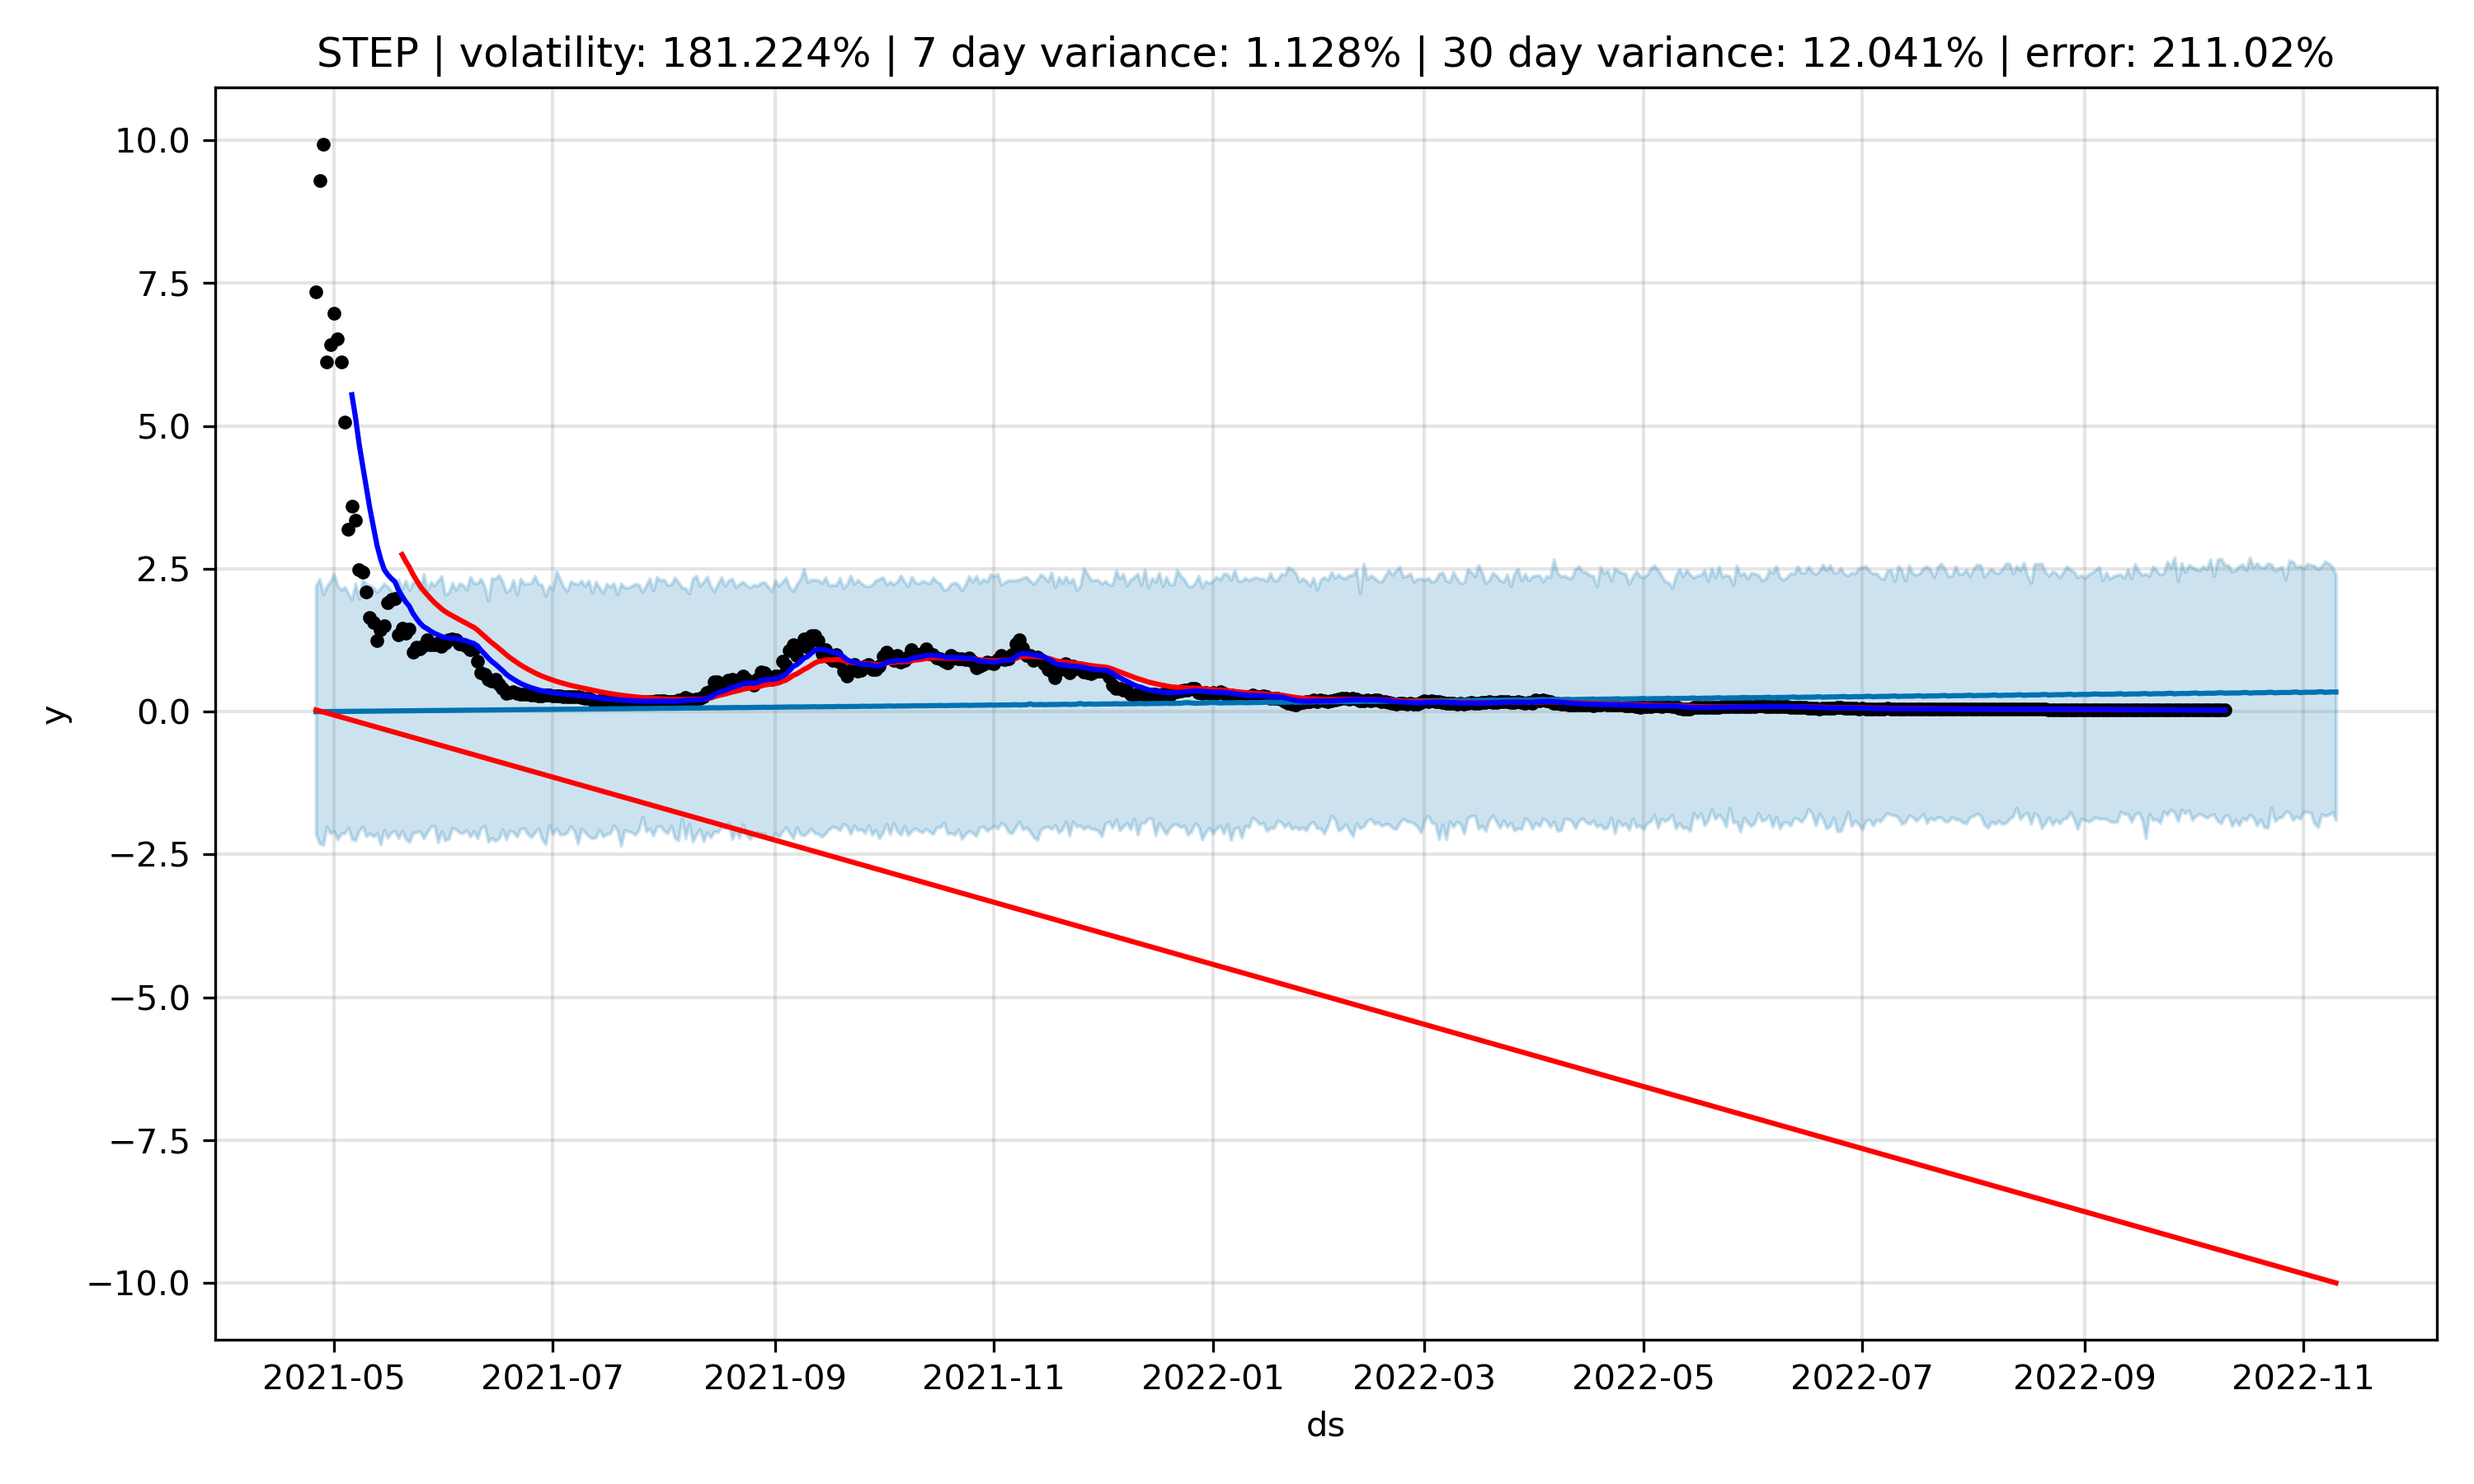 STEP | volatility: 181.224% | 7 day variance: 1.128% | 30 day variance: 12.041% | error: 211.02%
10.0
7.5
5.0
2.5
0.0
−2.5
−5.0
−7.5
−10.0
y
2021-05 2021-07 2021-09 2021-11 2022-01 2022-03 2022-05 2022-07 2022-09 2022-11
ds